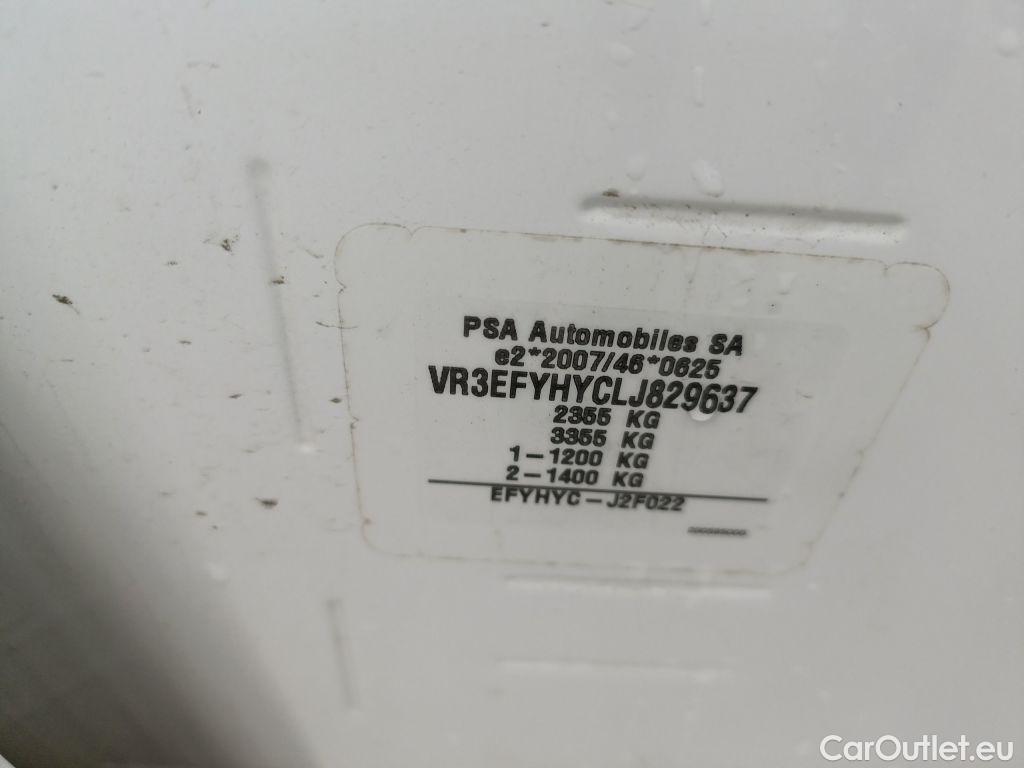 PSA Automobiles SA
e2*2007/46*0625
VR3EFYHYCLJ829637
2355 KG
3355 KG
1-1200 KG
2-1400 KG
EFYHYC-J2F022
CarOutlet.eu